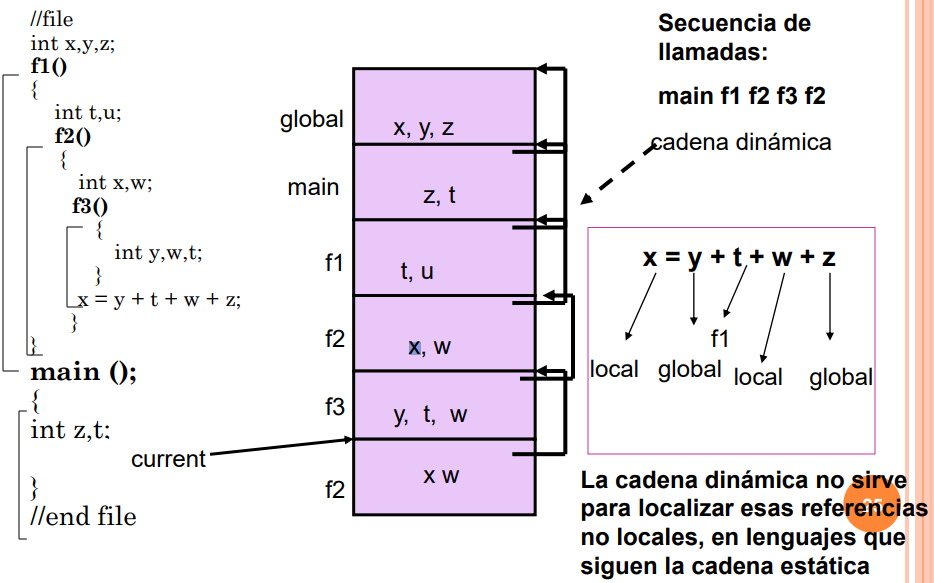 //file
int x,y,z;
f1()
{
int t,u;
f2()
{
int x,w;
f3()
{
int y,w,t;
}
x = y + t + w + z;
}
}
main ();
{
int z,t;
}
//end file
current
global
x, y, z
main
z, t
f1
t, u
f2
x, w
f3
y, t, w
f2
x w
Secuencia de
llamadas:
main f1 f2 f3 f2
cadena dinámica
x = y + t + w + z
f1
local
global
local
global
La cadena dinámica no sirve
para localizar esas referencias
no locales, en lenguajes que
siguen la cadena estática